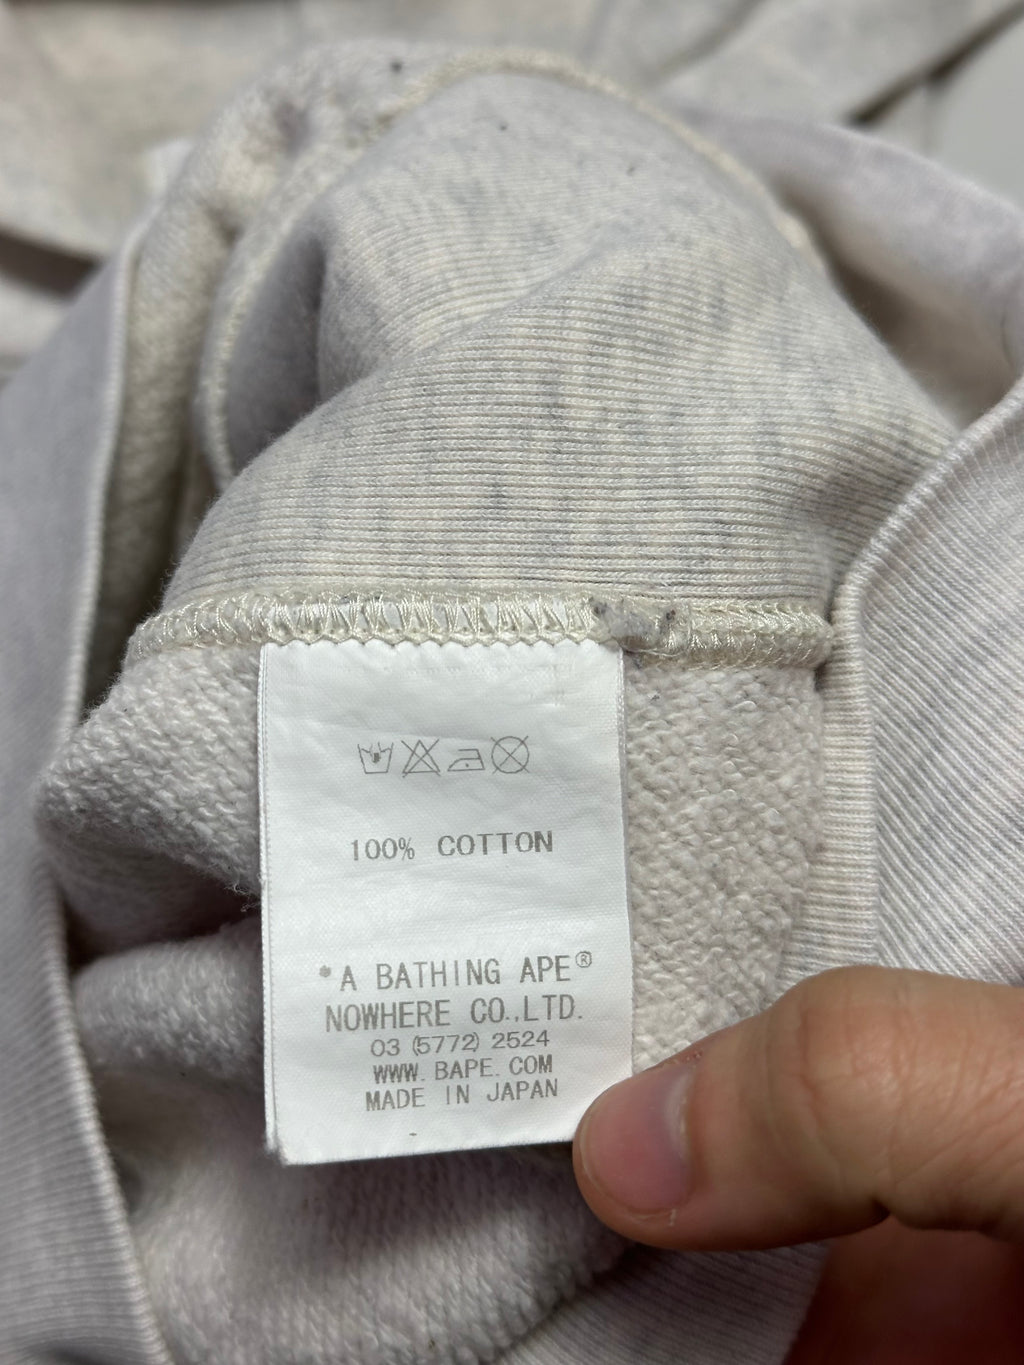 100% COTTON
*A BATHING APE®
NOWHERE CO.,LTD.
03 (5772) 2524
WWW. BAPE. COM
MADE IN JAPAN